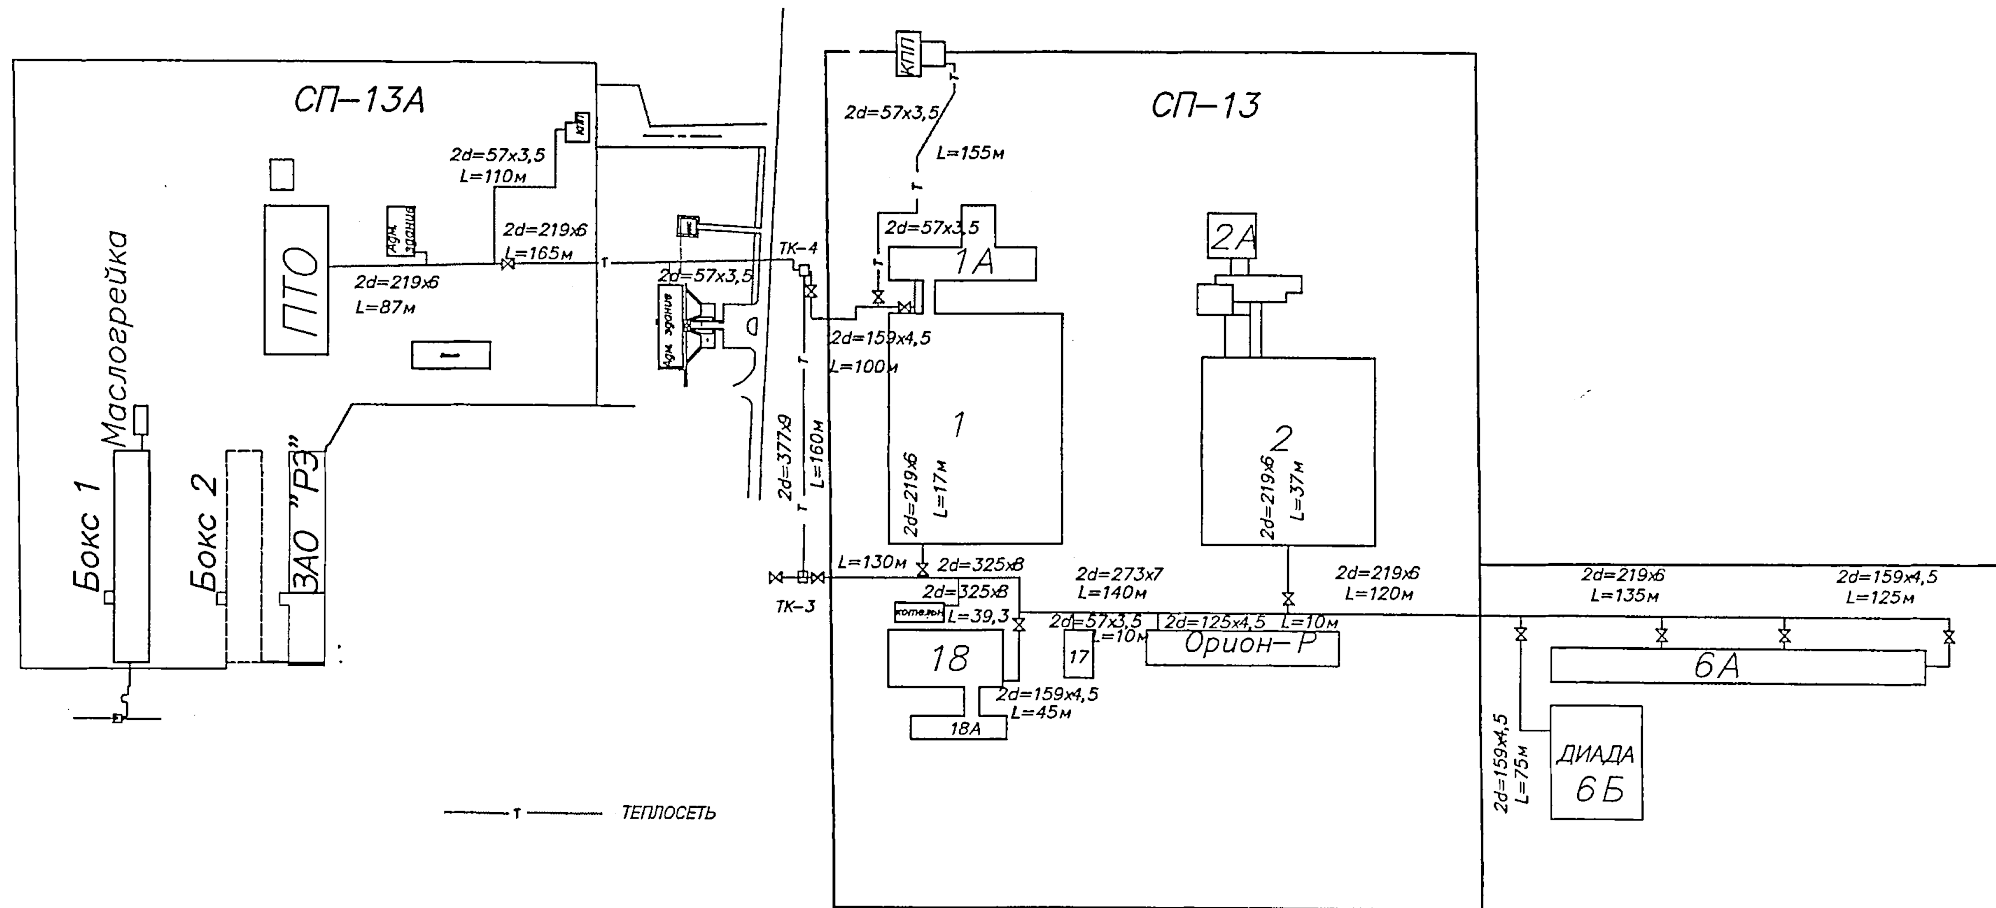 СП-13А
СП-13
КПП
КПП
2d=57х3,5
L=155м
2d=57х3,5
L=110м
Адм.
здание
2d=219х6
L=165м
ТК-4
2d=57х3,5
1А
2А
ПТО
2d=219х6
L=87м
2d=57х3,5
Адм. здание
2d=159х4,5
L=100м
Маслогрейка
1
2
2d=377х9
L=160м
2d=219х6
L=17м
2d=219х6
L=37м
Бокс 1
Бокс 2
ЗАО "РЭ"
L=130м
2d=325х8
2d=325х8
L=39,3
котельн
ТК-3
2d=273х7
L=140м
2d=219х6
L=120м
2d=219х6
L=135м
2d=159х4,5
L=125м
2d=57х3,5
L=10м
2d=125х4,5
L=10м
18
17
Орион-Р
6А
2d=159х4,5
L=45м
18А
2d=159х4,5
L=75м
ДИАДА
6Б
Т
ТЕПЛОСЕТЬ